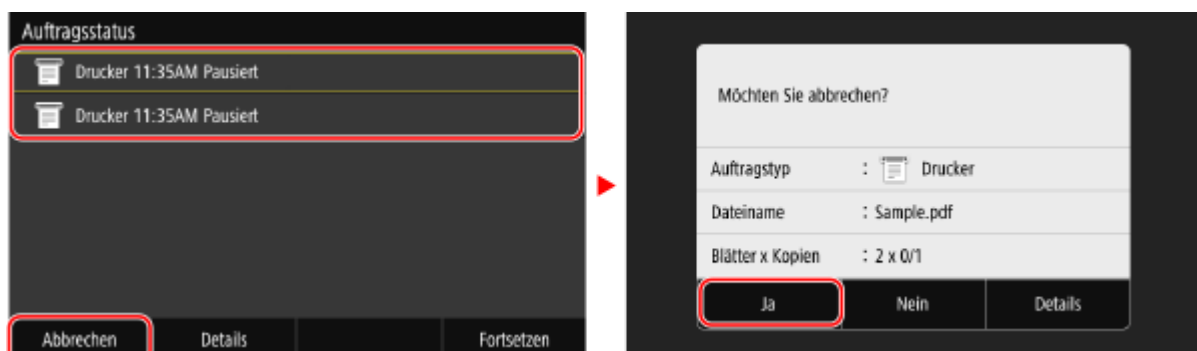 Auftragsstatus
Drucker 11:35AM Pausiert
Drucker 11:35AM Pausiert
Abbrechen Details Fortsetzen
Möchten Sie abbrechen?
Auftragstyp : Drucker
Dateiname : Sample.pdf
Blätter x Kopien : 2 x 0/1
Ja Nein Details